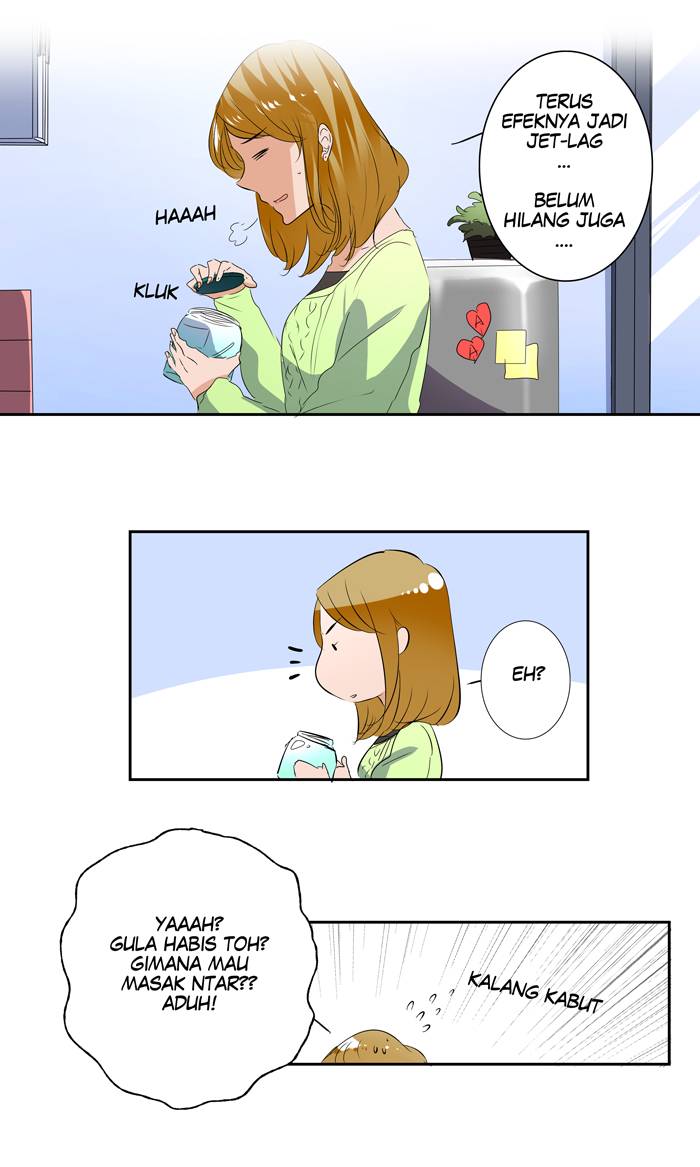 TERUS
EFEKNYA JADI
JET-LAG
...
BELUM
HILANG JUGA
....
HAAAH
KLUK
A
A
EH?
YAAAH?
GULA HABIS TOH?
GIMANA MAU
MASAK NTAR??
ADUH!
KALANG KABUT